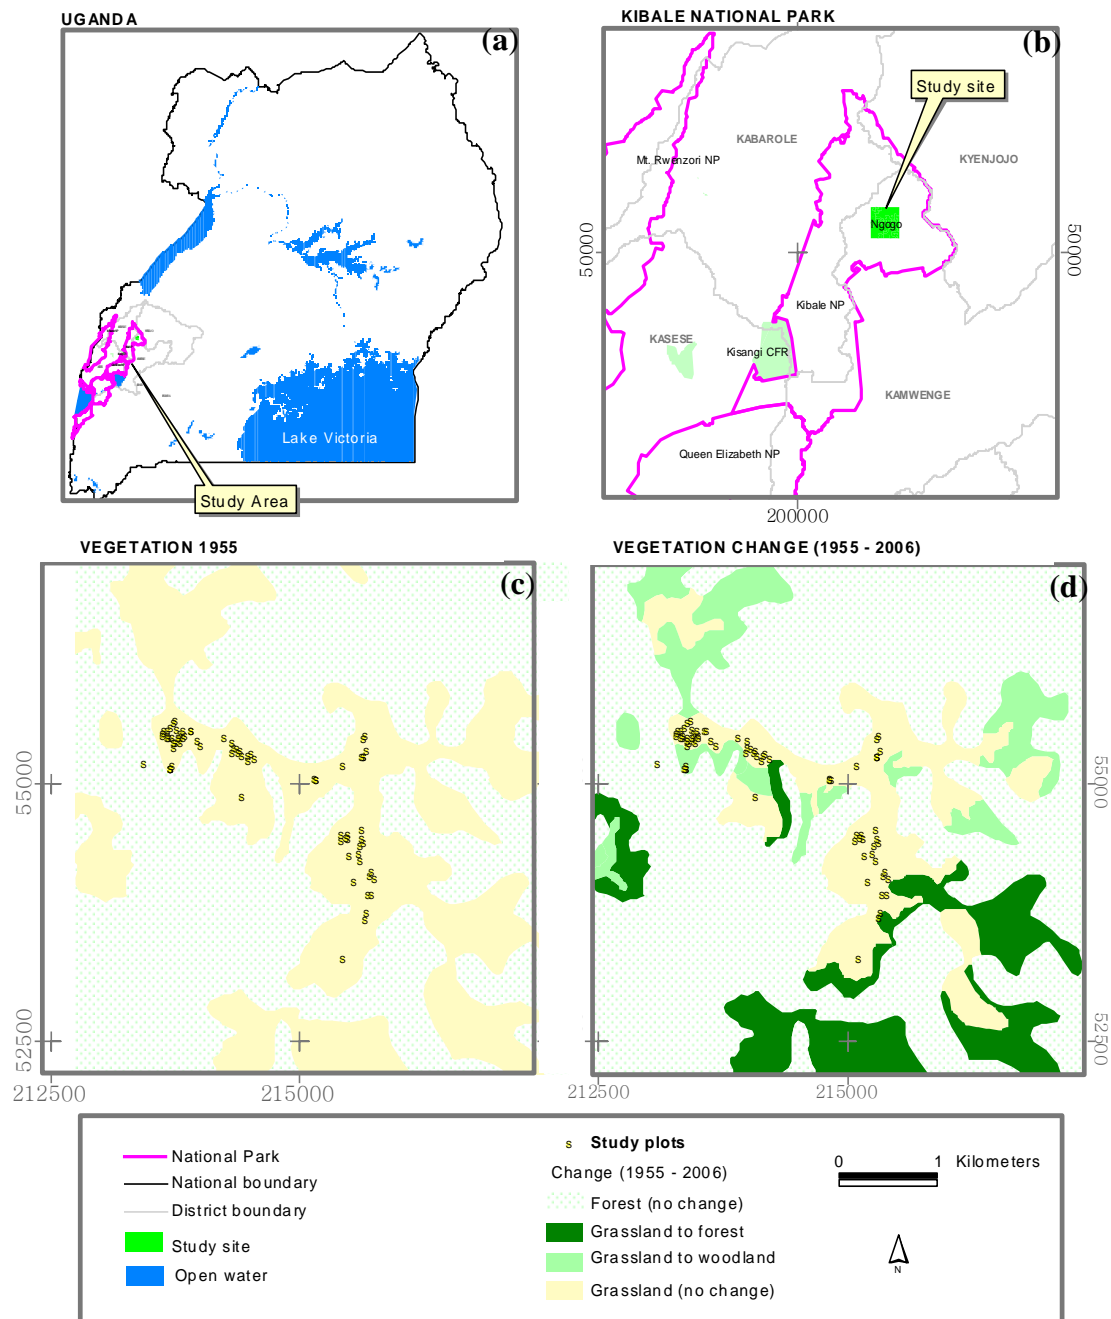 UGANDA
(a)
Lake Victoria
Study Area
KIBALE NATIONAL PARK
(b)
Study site
KABAROLE
KYENJOJO
Mt. Rwenzori NP
Ngogo
50000
50000
Kibale NP
KASESE
Kisangi CFR
KAMWENGE
Queen Elizabeth NP
200000
VEGETATION 1955
(c)
55000
52500
212500
215000
VEGETATION CHANGE (1955 - 2006)
(d)
55000
52500
212500
215000
National Park
National boundary
District boundary
Study site
Open water
s Study plots
Change (1955 - 2006)
Forest (no change)
Grassland to forest
Grassland to woodland
Grassland (no change)
0 1 Kilometers
N